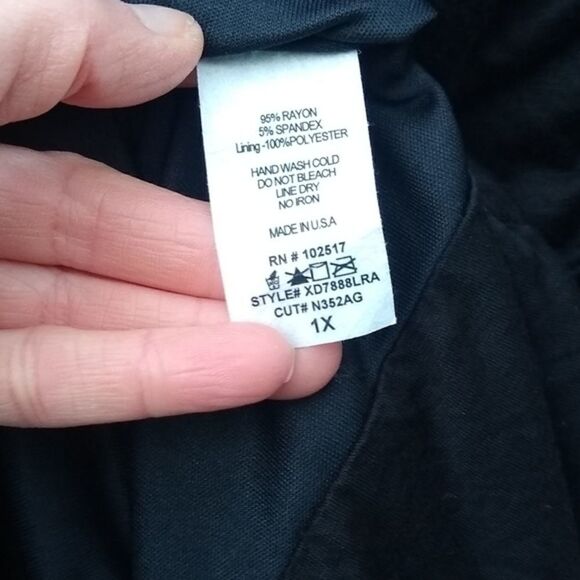 95% RAYON
5% SPANDEX
Lining -100%POLYESTER
HAND WASH COLD
DO NOT BLEACH
LINE DRY
NO IRON
MADE IN U.S.A
RN # 102517
STYLE# XD7888LRA
CUT# N352AG
1X